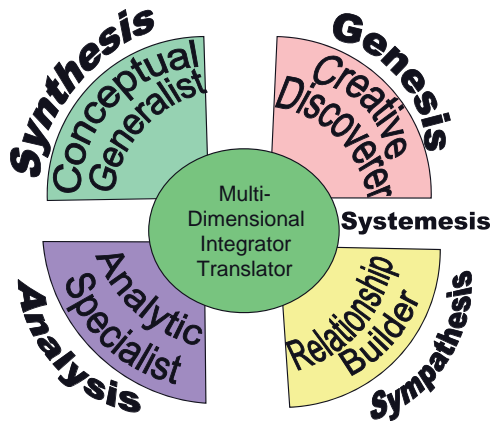 Synthesis
Conceptual
Generalist
Genesis
Creative
Discoverer
Multi-
Dimensional
Integrator
Translator
Systemesis
Analytic
Specialist
Analysis
Relationship
Builder
Sympathesis